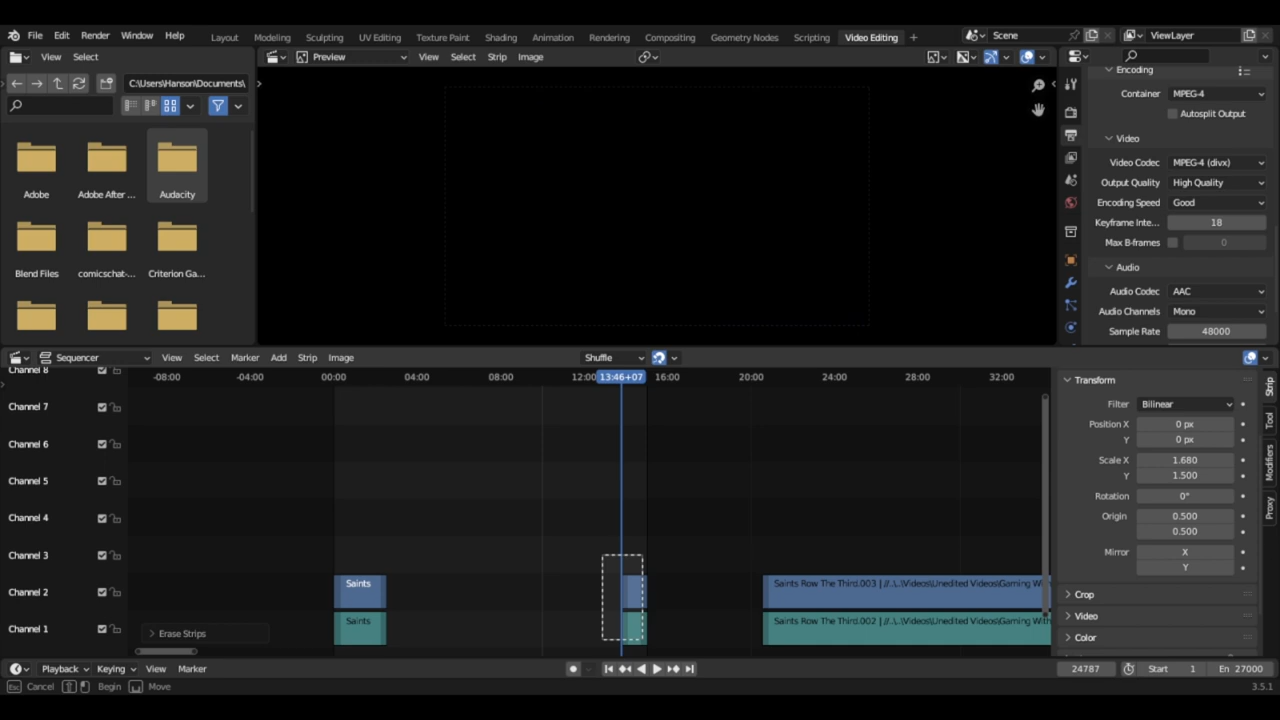 File Edit Render Window Help Layout Modeling Sculpting UV Editing Texture Paint Shading Animation Rendering Compositing Geometry Nodes Scripting Video Editing + Scene ViewLayer
View Select Preview View Select Strip Image
C:\Users\Hanson\Documents\
Adobe Adobe After ... Audacity
Blend Files comicschat-... Criterion Ga...
Encoding
Container MPEG-4
Autosplit Output
Video
Video Codec MPEG-4 (divx)
Output Quality High Quality
Encoding Speed Good
Keyframe Inte... 18
Max B-frames 0
Audio
Audio Codec AAC
Audio Channels Mono
Sample Rate 48000
Sequencer View Select Marker Add Strip Image Shuffle
-08:00 -04:00 00:00 04:00 08:00 12:00 13:46+07 16:00 20:00 24:00 28:00 32:00
Channel 8
Channel 7
Channel 6
Channel 5
Channel 4
Channel 3
Channel 2
Channel 1
Saints
Saints Row The Third.003 | //..\..\Videos\Unedited Videos\Gaming Wit
Saints
Saints Row The Third.002 | //..\..\Videos\Unedited Videos\Gaming Wit
Erase Strips
Transform
Filter Bilinear
Position X 0 px
Y 0 px
Scale X 1.680
Y 1.500
Rotation 0°
Origin 0.500
0.500
Mirror X
Y
Crop
Video
Color
Strip
Tool
Modifiers
Proxy
Playback Keying View Marker 24787 Start 1 En 27000
Esc Cancel Begin Move 3.5.1